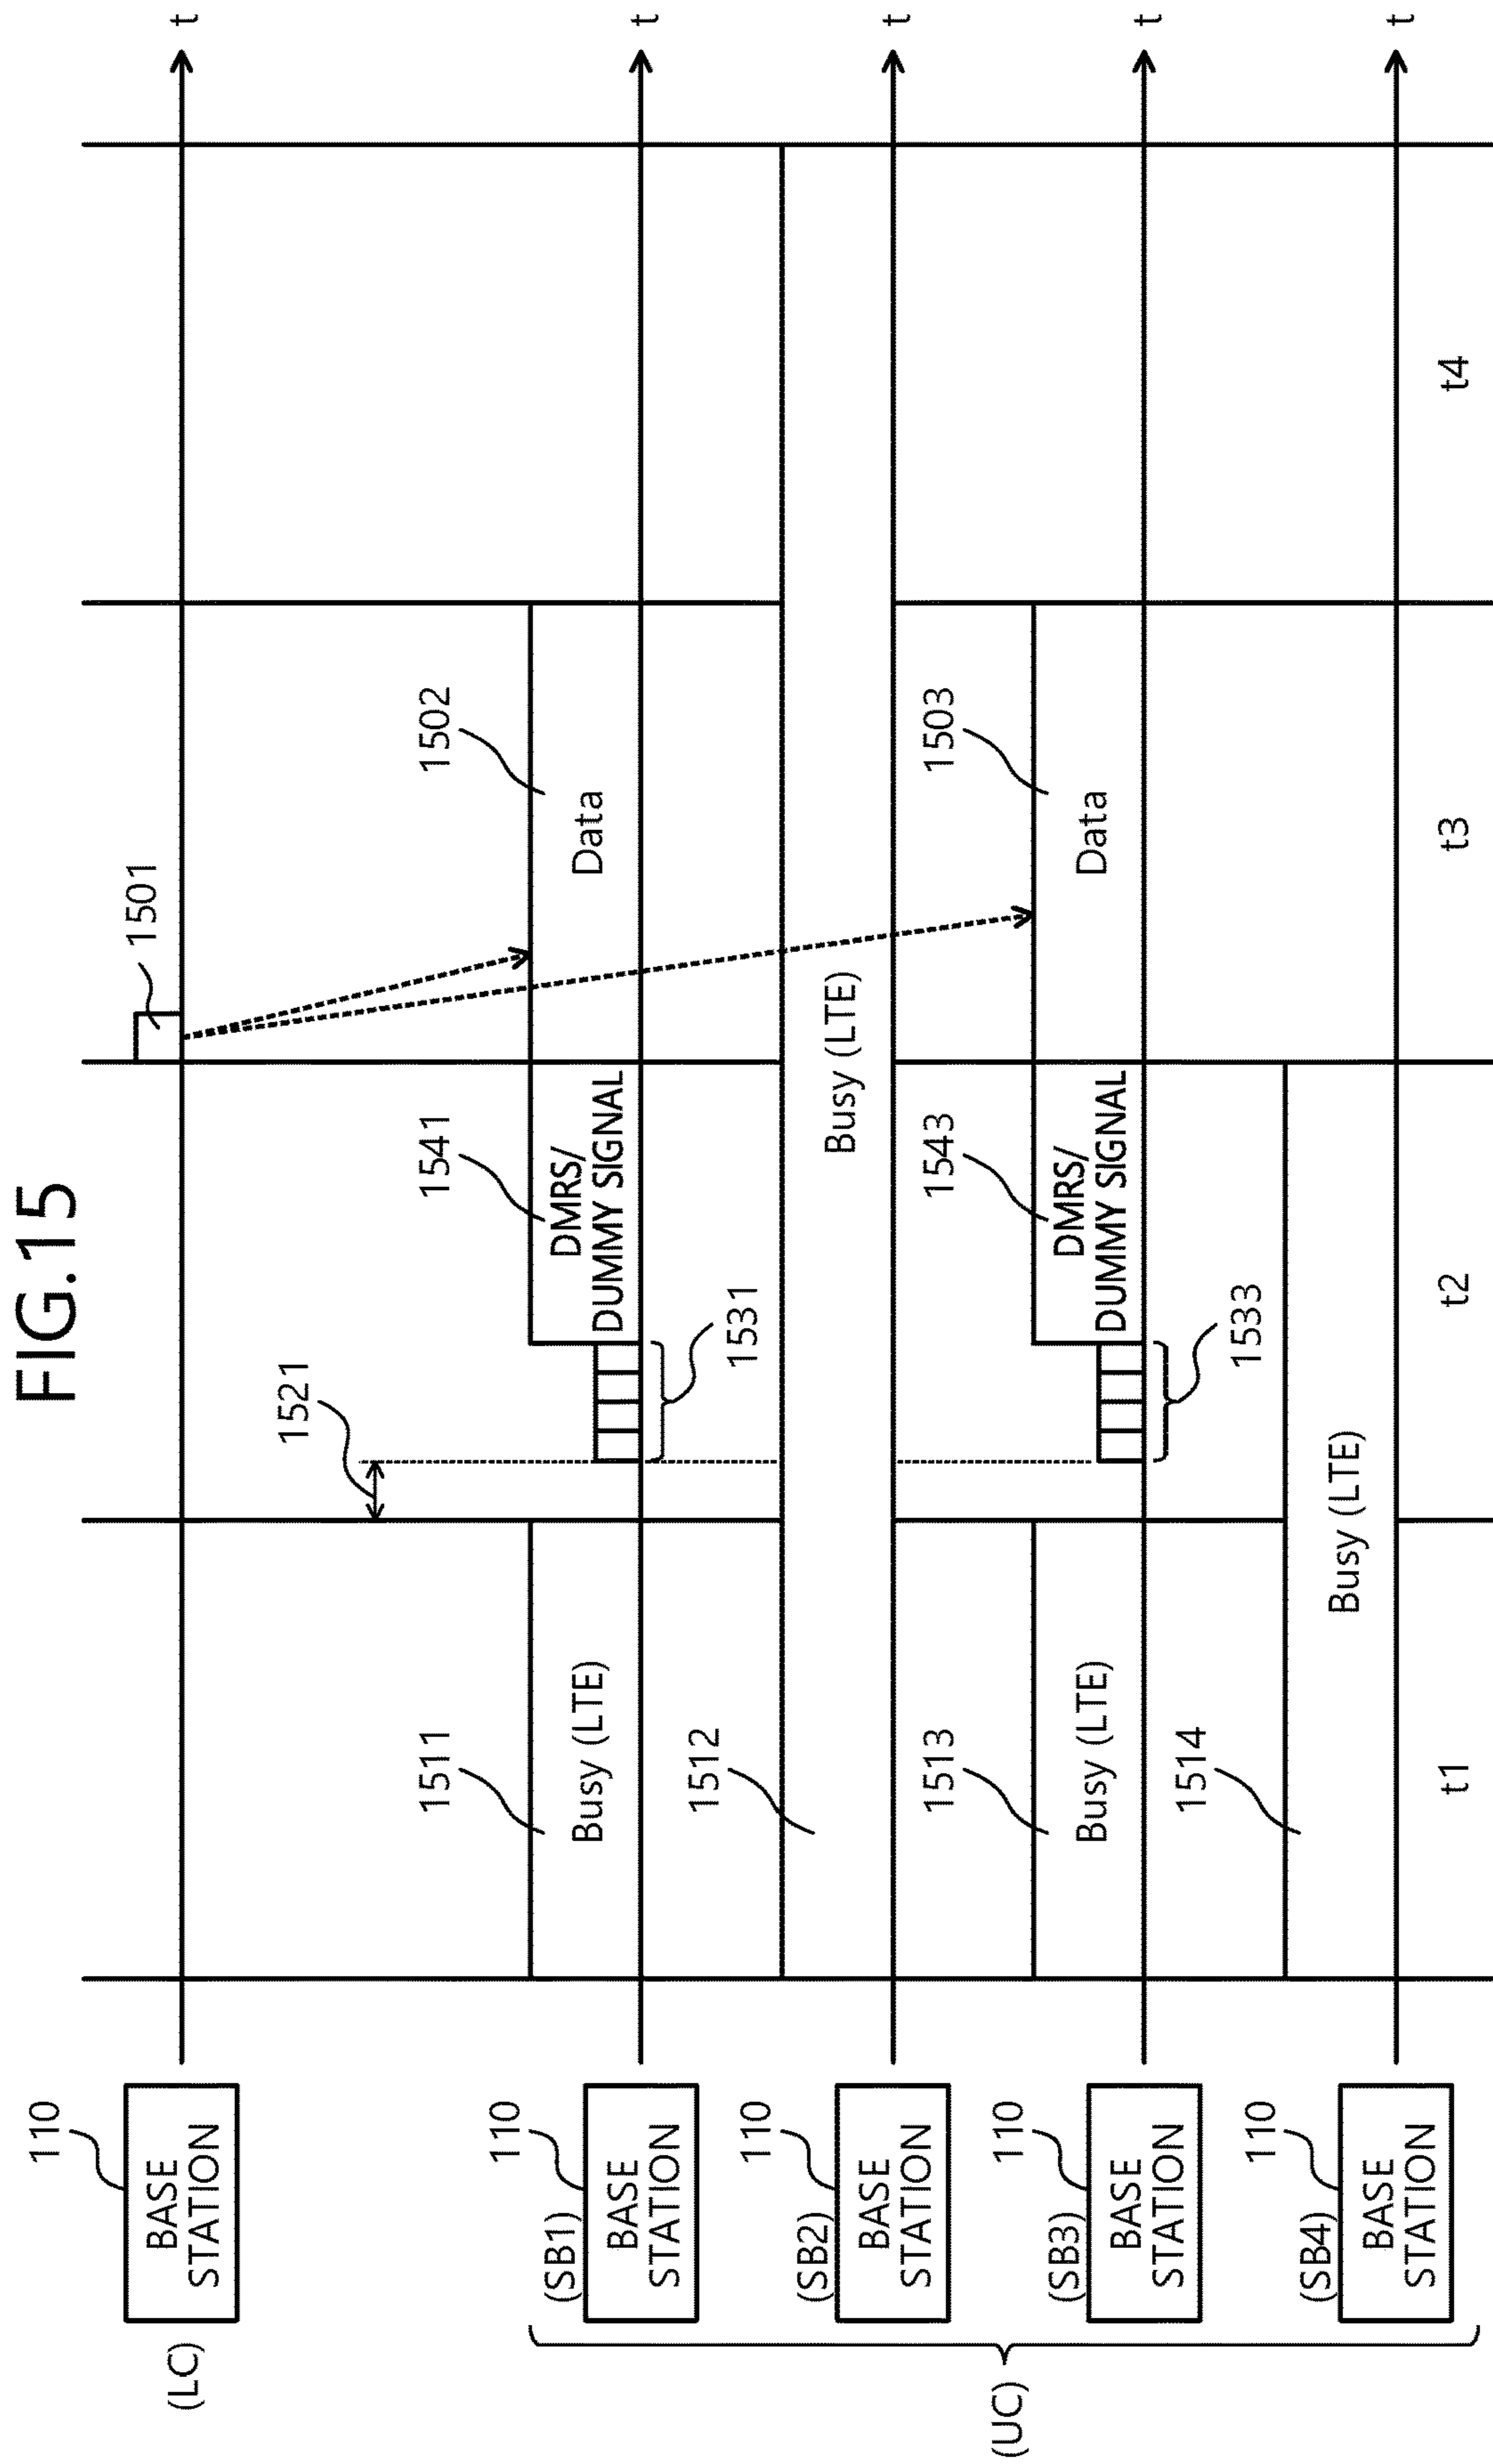 FIG.15
110
BASE
STATION
(LC)
1501
t
1521
110
(SB1)
BASE
STATION
1511
Busy (LTE)
1531
1541
DMRS/
DUMMY SIGNAL
1502
Data
t
110
(SB2)
BASE
STATION
1512
Busy (LTE)
t
(UC)
110
(SB3)
BASE
STATION
1513
Busy (LTE)
1533
1543
DMRS/
DUMMY SIGNAL
1503
Data
t
110
(SB4)
BASE
STATION
1514
Busy (LTE)
t
t1
t2
t3
t4